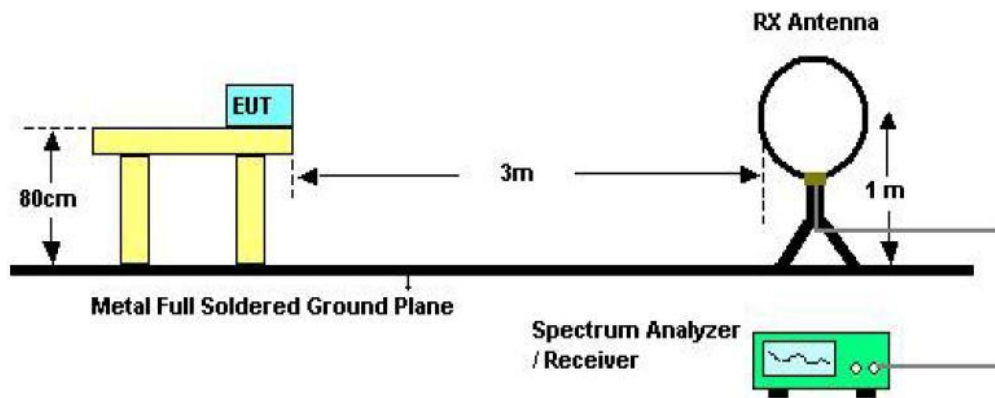 RX Antenna
EUT
80cm
3m
1 m
Metal Full Soldered Ground Plane
Spectrum Analyzer
/ Receiver